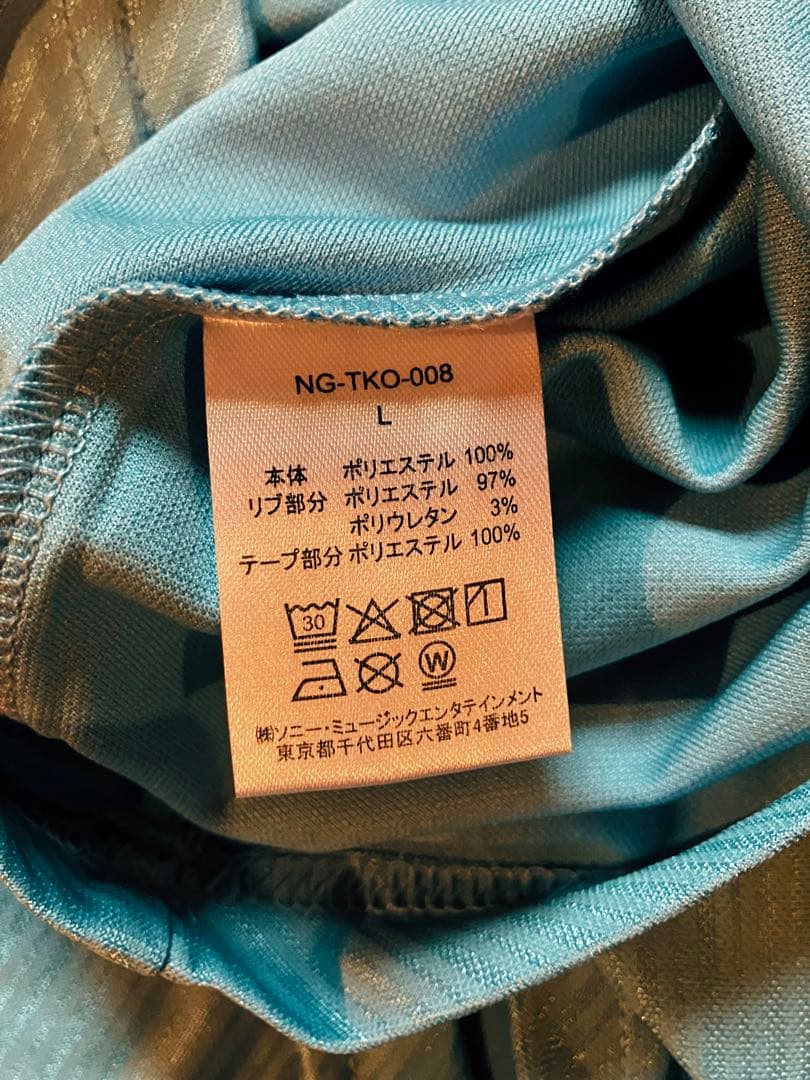 NG-TKO-008
L
本体 ポリエステル 100%
リブ部分 ポリエステル 97%
ポリウレタン 3%
テープ部分 ポリエステル 100%
30
W
㈱ソニー・ミュージックエンタテインメント
東京都千代田区六番町4番地5